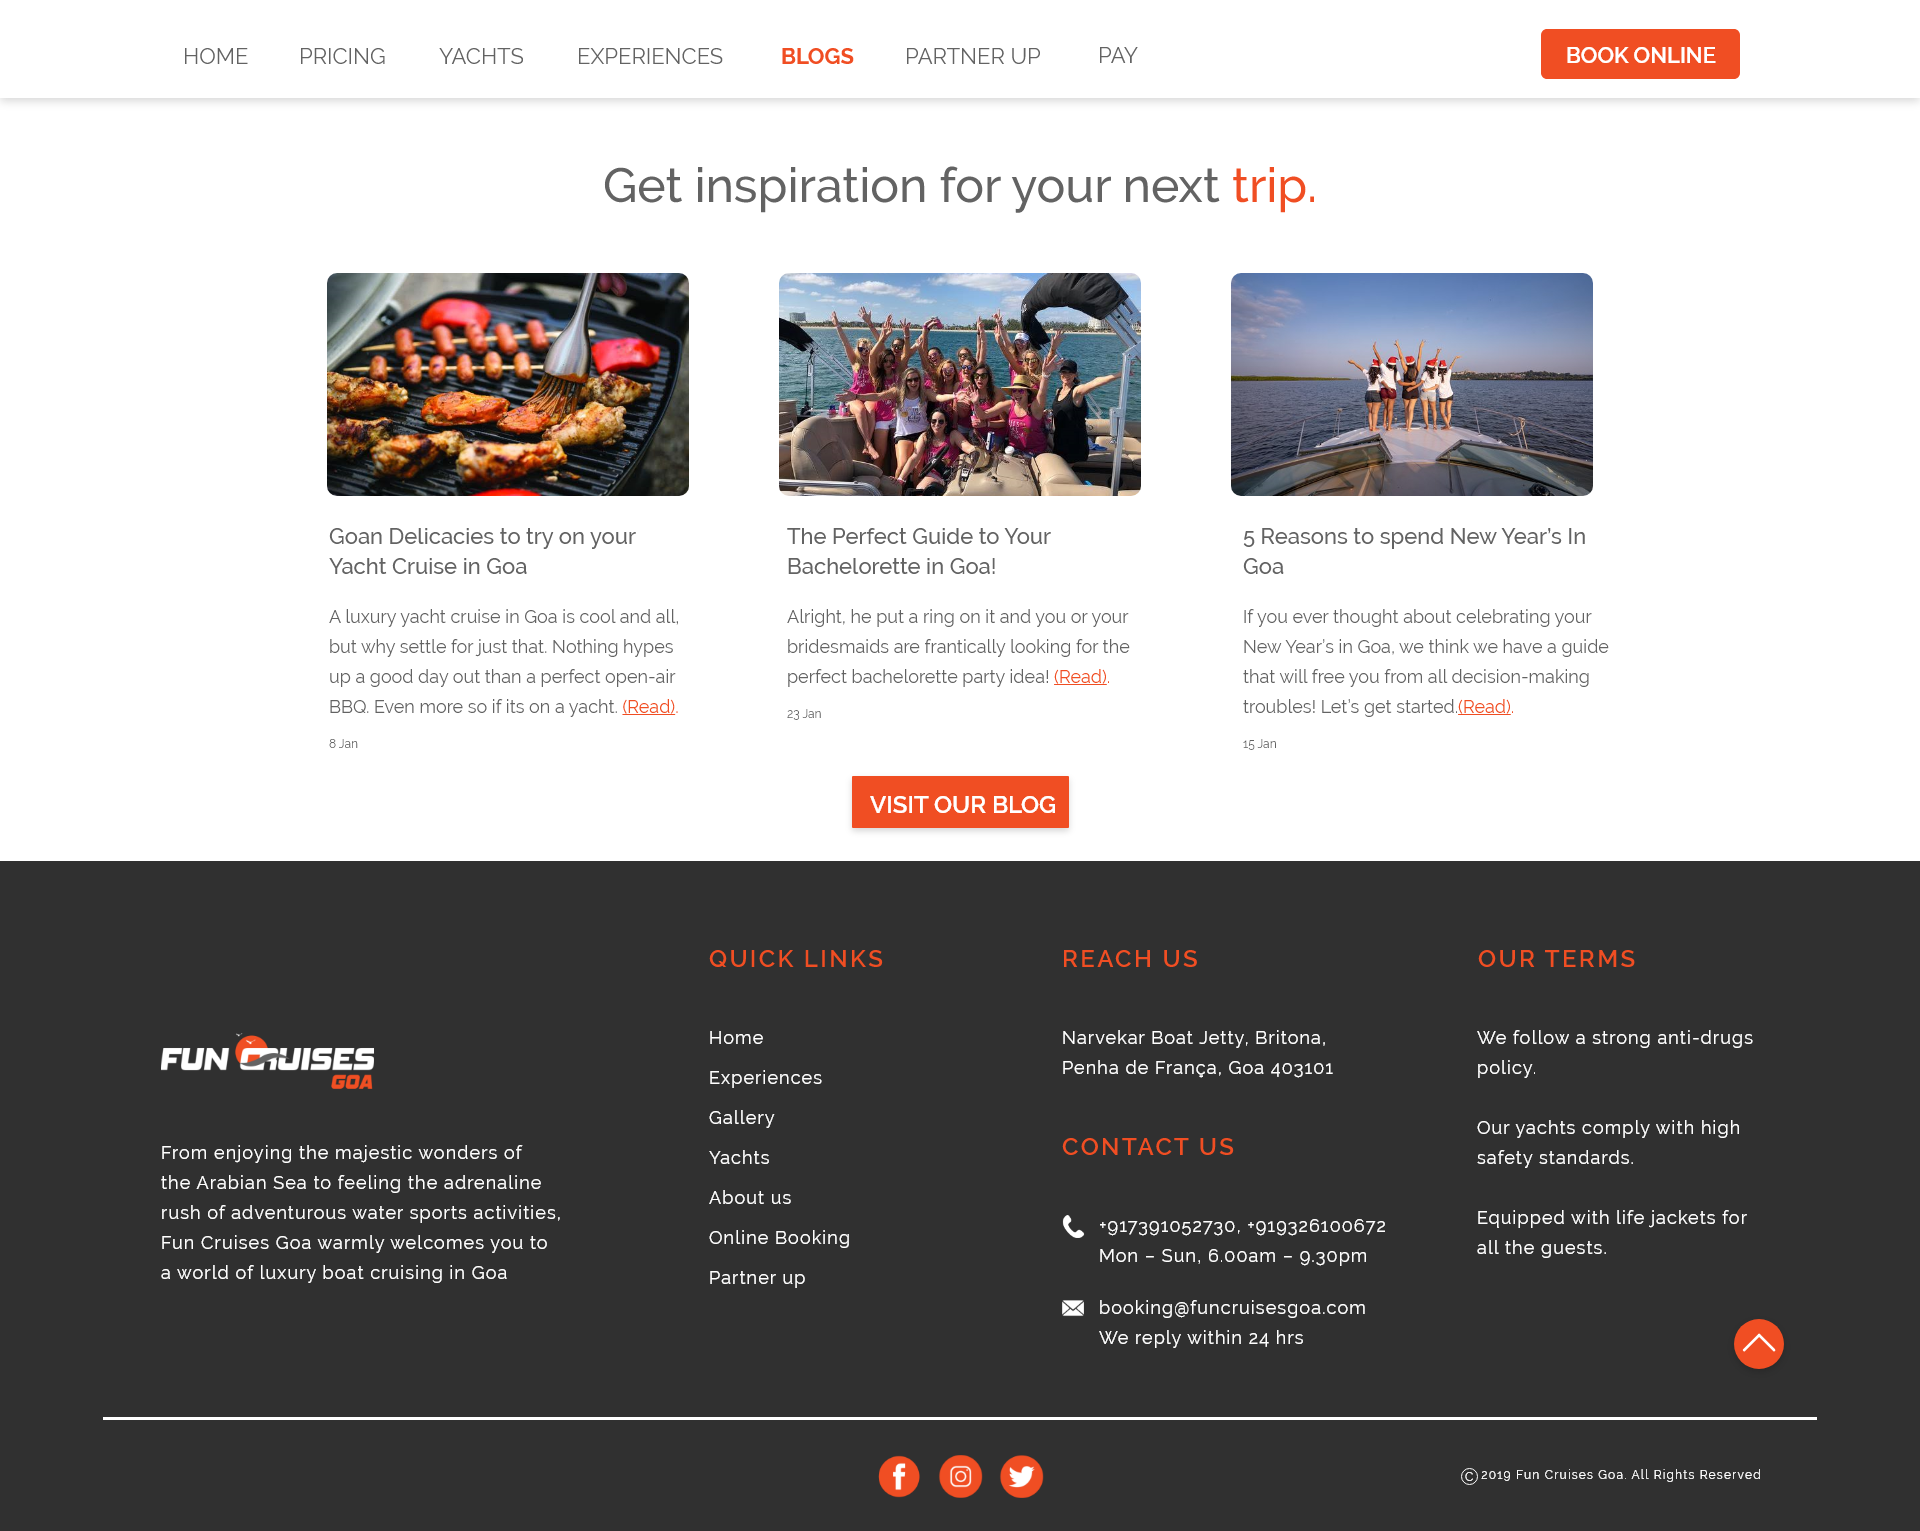 HOME PRICING YACHTS EXPERIENCES BLOGS PARTNER UP PAY BOOK ONLINE
Get inspiration for your next trip.
Goan Delicacies to try on your
Yacht Cruise in Goa
A luxury yacht cruise in Goa is cool and all,
but why settle for just that. Nothing hypes
up a good day out than a perfect open-air
BBQ. Even more so if its on a yacht. (Read).
8 Jan
The Perfect Guide to Your
Bachelorette in Goa!
Alright, he put a ring on it and you or your
bridesmaids are frantically looking for the
perfect bachelorette party idea! (Read).
23 Jan
5 Reasons to spend New Year’s In
Goa
If you ever thought about celebrating your
New Year’s in Goa, we think we have a guide
that will free you from all decision-making
troubles! Let’s get started.(Read).
15 Jan
VISIT OUR BLOG
FUN CRUISES
GOA
From enjoying the majestic wonders of
the Arabian Sea to feeling the adrenaline
rush of adventurous water sports activities,
Fun Cruises Goa warmly welcomes you to
a world of luxury boat cruising in Goa
QUICK LINKS
Home
Experiences
Gallery
Yachts
About us
Online Booking
Partner up
REACH US
Narvekar Boat Jetty, Britona,
Penha de França, Goa 403101
CONTACT US
+917391052730, +919326100672
Mon – Sun, 6.00am – 9.30pm
booking@funcruisesgoa.com
We reply within 24 hrs
OUR TERMS
We follow a strong anti-drugs
policy.
Our yachts comply with high
safety standards.
Equipped with life jackets for
all the guests.
©2019 Fun Cruises Goa. All Rights Reserved